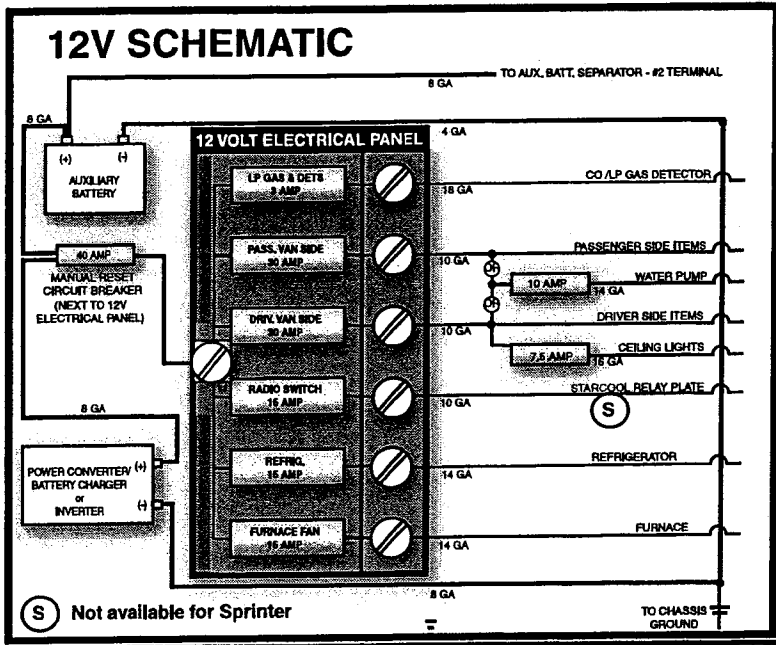 12V SCHEMATIC
TO AUX. BATT. SEPARATOR - #2 TERMINAL
8 GA
8 GA
4 GA
(+) (-)
AUXILIARY
BATTERY
12 VOLT ELECTRICAL PANEL
LP GAS & DETS
CO /LP GAS DETECTOR
18 GA
40 AMP
MANUAL RESET
CIRCUIT BREAKER
(NEXT TO 12V
ELECTRICAL PANEL)
PASS. VAN SIDE
30 AMP
PASSENGER SIDE ITEMS
10 GA
10 AMP
WATER PUMP
14 GA
DRIV. VAN SIDE
30 AMP
DRIVER SIDE ITEMS
10 GA
7.5 AMP
CEILING LIGHTS
16 GA
RADIO SWITCH
15 AMP
STARCOOL RELAY PLATE
10 GA
S
8 GA
POWER CONVERTER/
BATTERY CHARGER
or
INVERTER
(+)
(-)
REFRIG.
15 AMP
REFRIGERATOR
14 GA
FURNACE FAN
15 AMP
FURNACE
14 GA
8 GA
S Not available for Sprinter
TO CHASSIS
GROUND